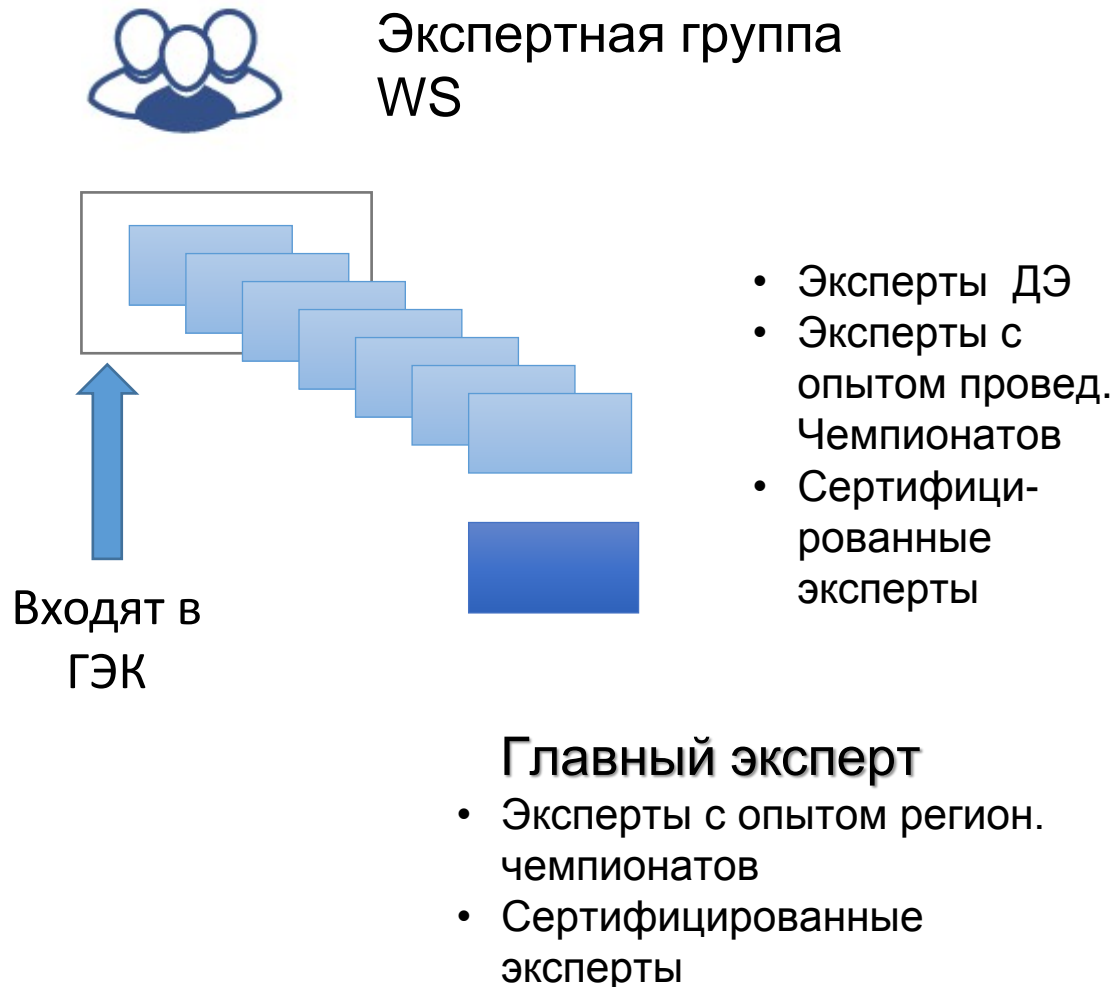 Экспертная группа
WS
• Эксперты ДЭ
• Эксперты с
опытом провед.
Чемпионатов
• Сертифици-
рованные
эксперты
Входят в
ГЭК
Главный эксперт
• Эксперты с опытом регион.
чемпионатов
• Сертифицированные
эксперты